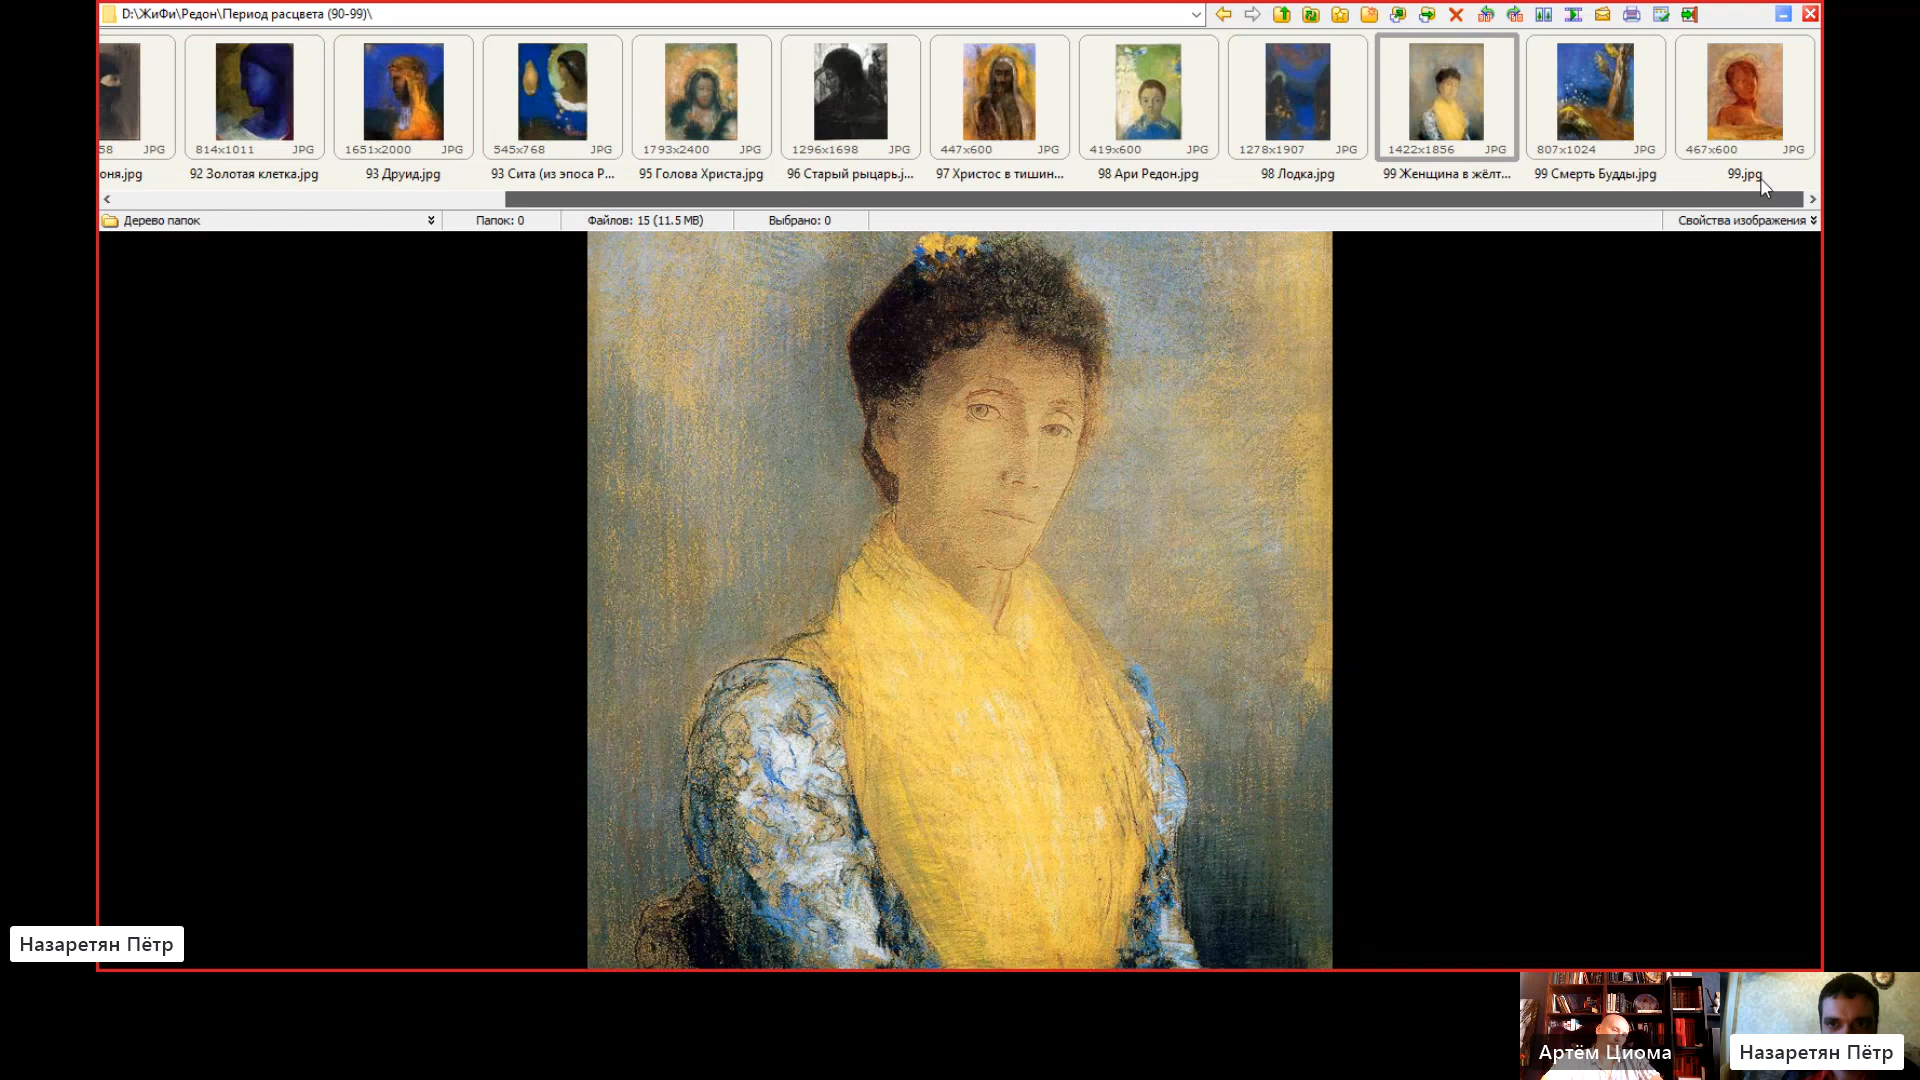 D:\ЖиФи\Редон\Период расцвета (90-99)\
58 JPG
814x1011 JPG
1651x2000 JPG
545x768 JPG
1793x2400 JPG
1296x1698 JPG
447x600 JPG
419x600 JPG
1278x1907 JPG
1422x1856 JPG
807x1024 JPG
467x600 JPG
оня.jpg
92 Золотая клетка.jpg
93 Друид.jpg
93 Сита (из эпоса Р...
95 Голова Христа.jpg
96 Старый рыцарь.j...
97 Христос в тишин...
98 Ари Редон.jpg
98 Лодка.jpg
99 Женщина в жёлт...
99 Смерть Будды.jpg
99.jpg
Дерево папок
Папок: 0
Файлов: 15 (11.5 MB)
Выбрано: 0
Свойства изображения
Назаретян Пётр
Артём Циома
Назаретян Пётр